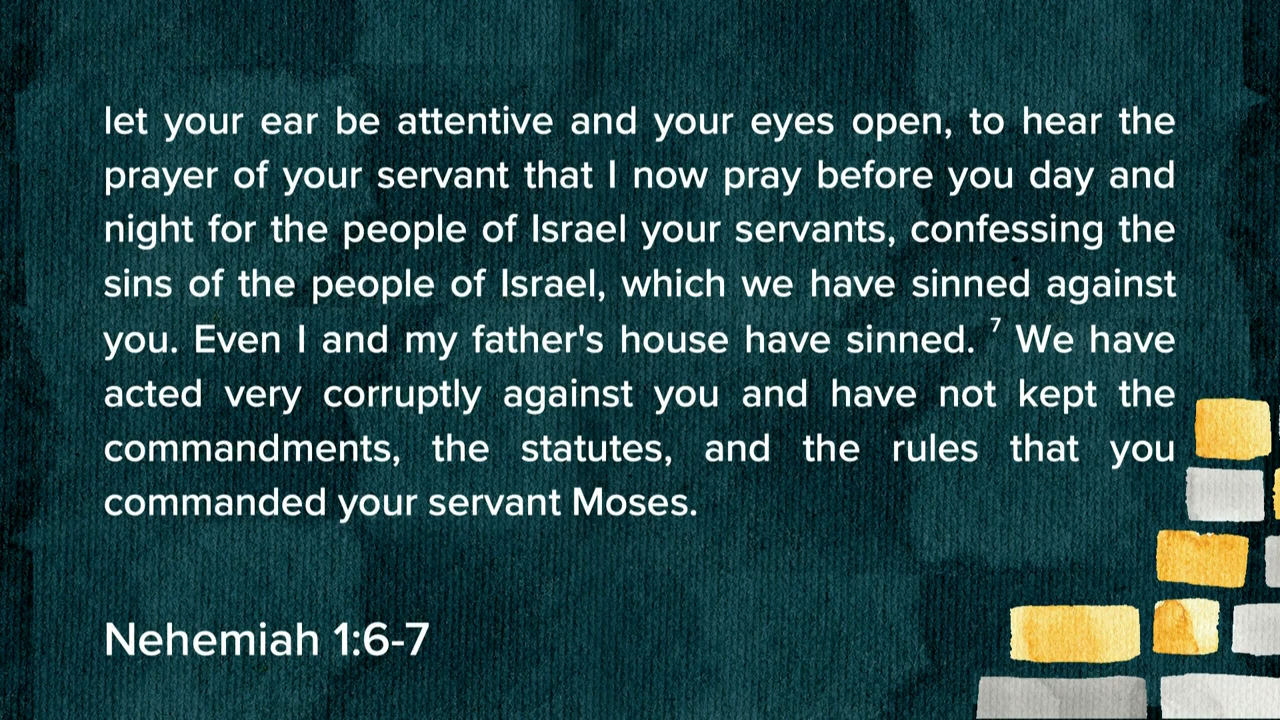 let your ear be attentive and your eyes open, to hear the
prayer of your servant that I now pray before you day and
night for the people of Israel your servants, confessing the
sins of the people of Israel, which we have sinned against
you. Even I and my father's house have sinned. ⁷ We have
acted very corruptly against you and have not kept the
commandments, the statutes, and the rules that you
commanded your servant Moses.
Nehemiah 1:6-7